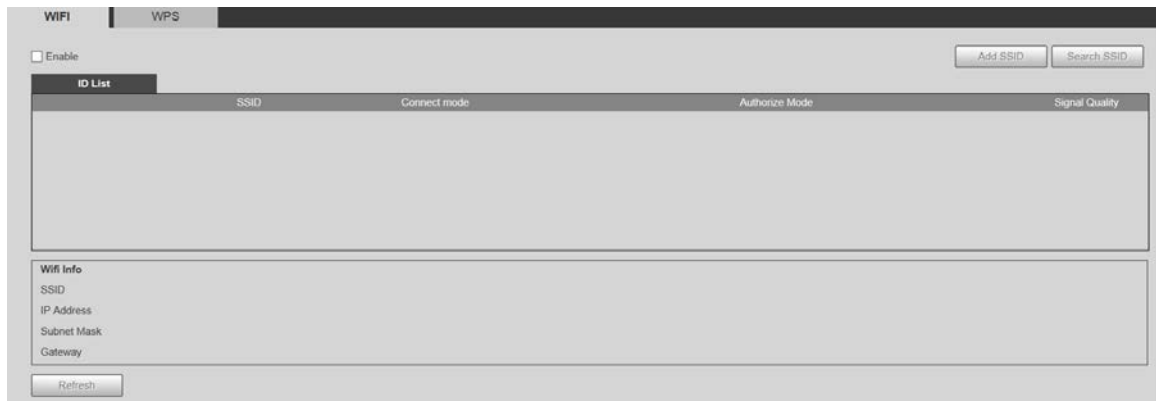 WIFI WPS
Enable Add SSID Search SSID
ID List
SSID Connect mode Authorize Mode Signal Quality
Wifi Info
SSID
IP Address
Subnet Mask
Gateway
Refresh